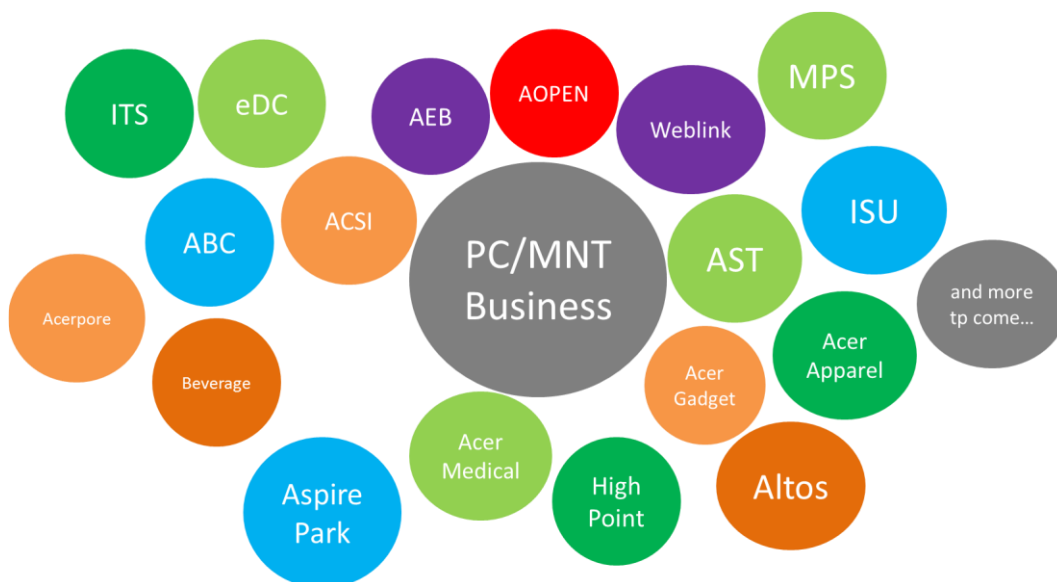 ITS
eDC
AEB
AOPEN
Weblink
MPS
ABC
ACSI
PC/MNT
Business
AST
ISU
Acerpore
Beverage
Acer
Gadget
Acer
Apparel
and more
tp come...
Aspire
Park
Acer
Medical
High
Point
Altos